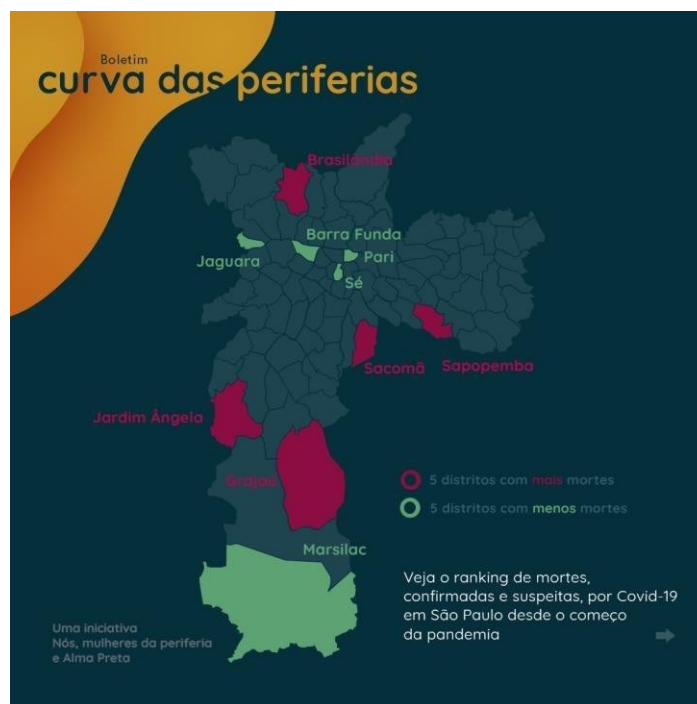 Boletim
curva das periferias
Brasilândia
Barra Funda
Jaguara
Pari
Sé
Sacomã
Sapopemba
Jardim Ângela
Grajaú
5 distritos com mais mortes
5 distritos com menos mortes
Marsilac
Veja o ranking de mortes,
confirmadas e suspeitas, por Covid-19
em São Paulo desde o começo
da pandemia
Uma iniciativa
Nós, mulheres da periferia
e Alma Preta